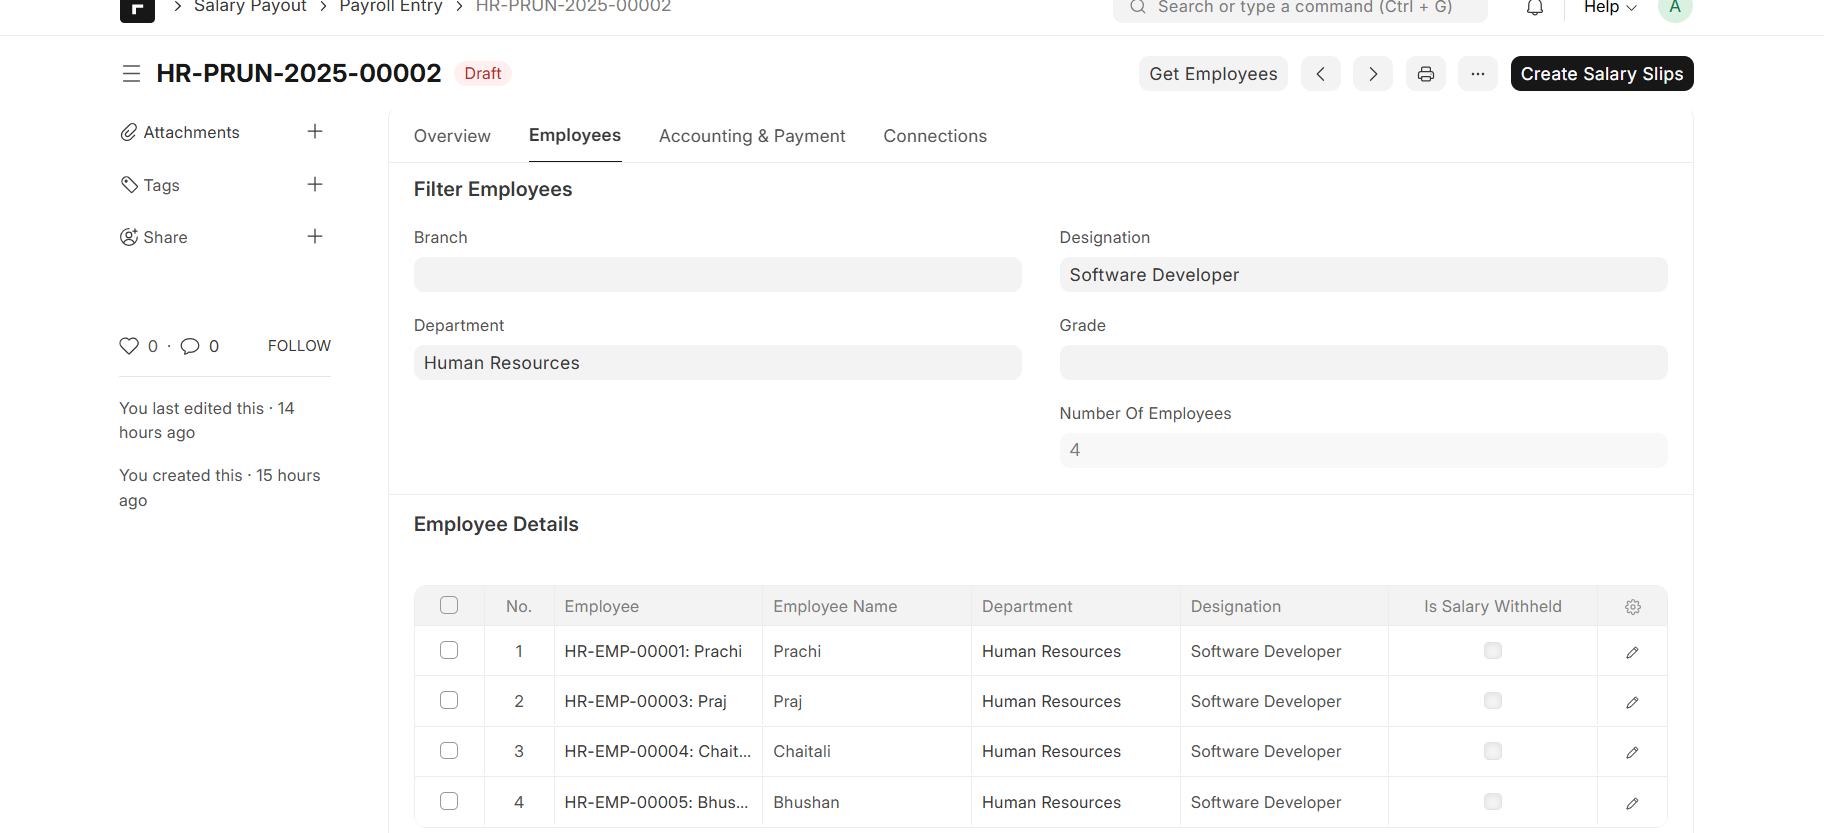 Salary Payout > Payroll Entry > HR-PRUN-2025-00002
Search or type a command (Ctrl + G)
Help
A
HR-PRUN-2025-00002
Draft
Get Employees
···
Create Salary Slips
Attachments +
Tags +
Share +
0 · 0
FOLLOW
You last edited this · 14
hours ago
You created this · 15 hours
ago
Overview Employees Accounting & Payment Connections
Filter Employees
Branch
Designation
Software Developer
Department
Human Resources
Grade
Number Of Employees
4
Employee Details
No. Employee Employee Name Department Designation Is Salary Withheld
1 HR-EMP-00001: Prachi Prachi Human Resources Software Developer
2 HR-EMP-00003: Praj Praj Human Resources Software Developer
3 HR-EMP-00004: Chait... Chaitali Human Resources Software Developer
4 HR-EMP-00005: Bhus... Bhushan Human Resources Software Developer